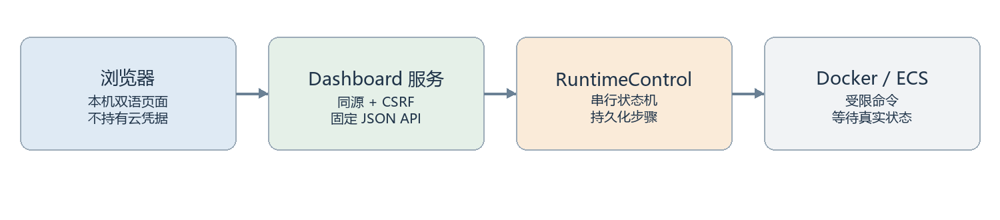 浏览器
本机双语页面
不持有云凭据
Dashboard 服务
同源 + CSRF
固定 JSON API
RuntimeControl
串行状态机
持久化步骤
Docker / ECS
受限命令
等待真实状态